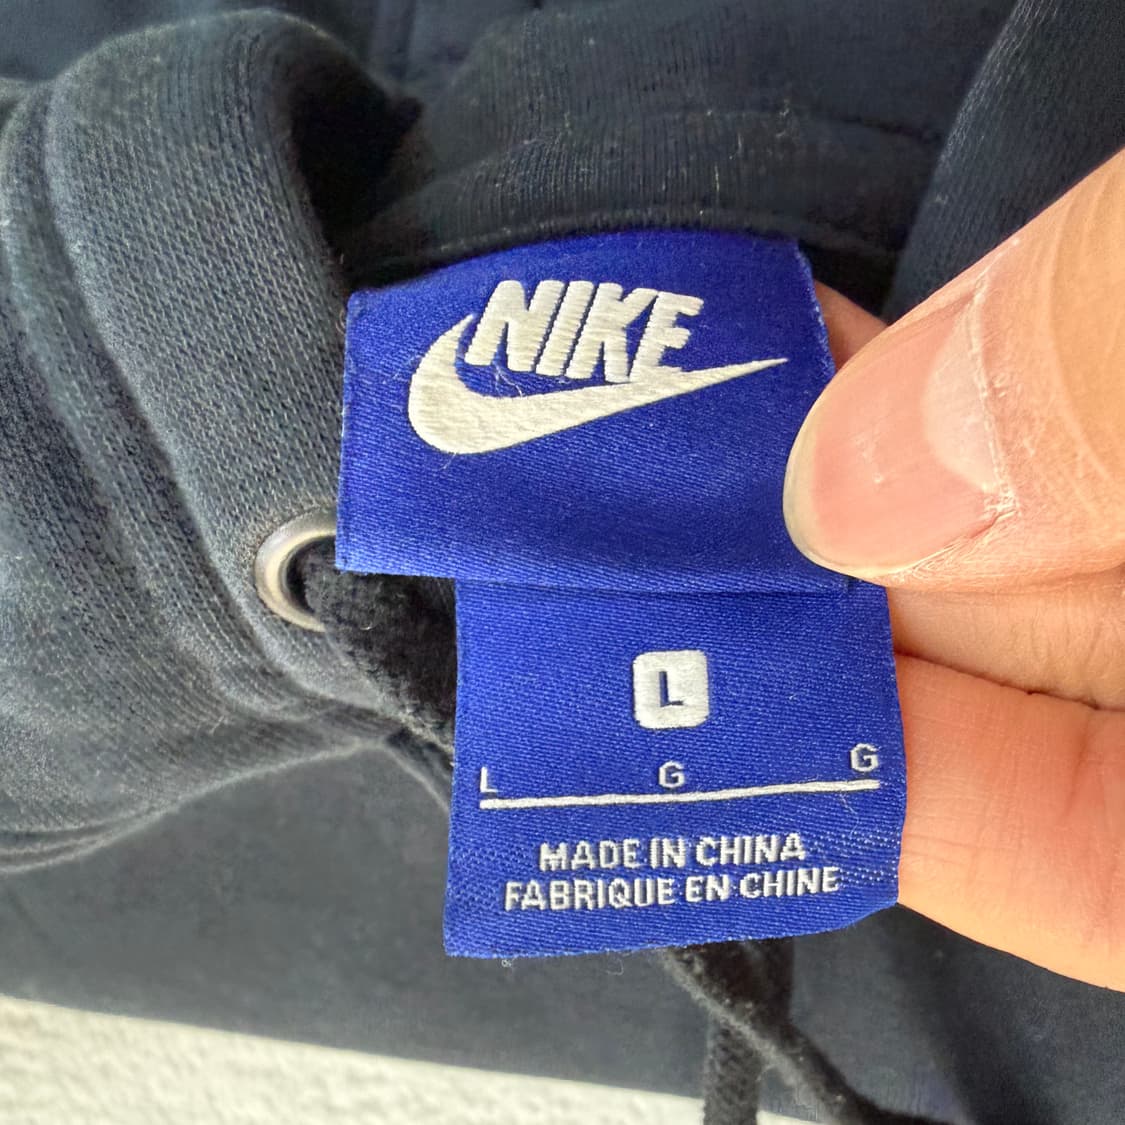 NIKE
L
L G G
MADE IN CHINA
FABRIQUE EN CHINE